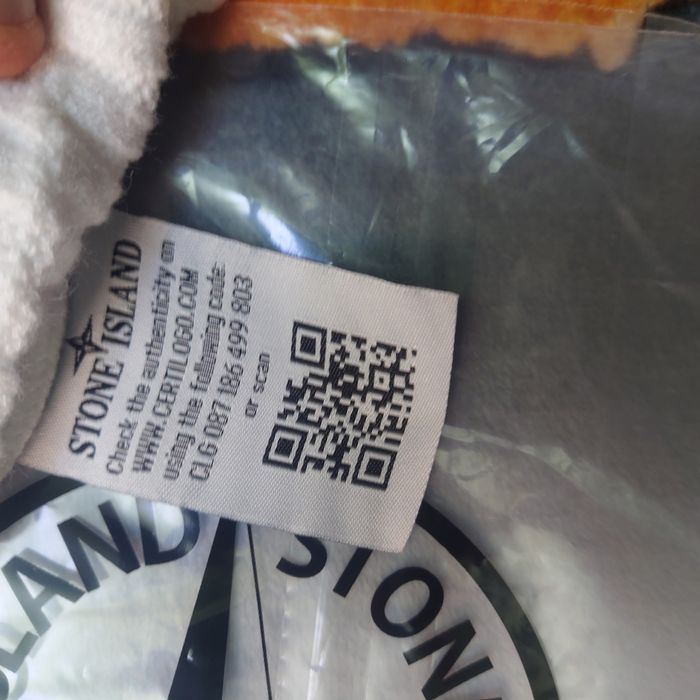 STONE ISLAND
Check the authenticity on
WWW.CERTILOGO.COM
using the following code:
CLG 087 186 499 803
or scan
ISLAND
STON